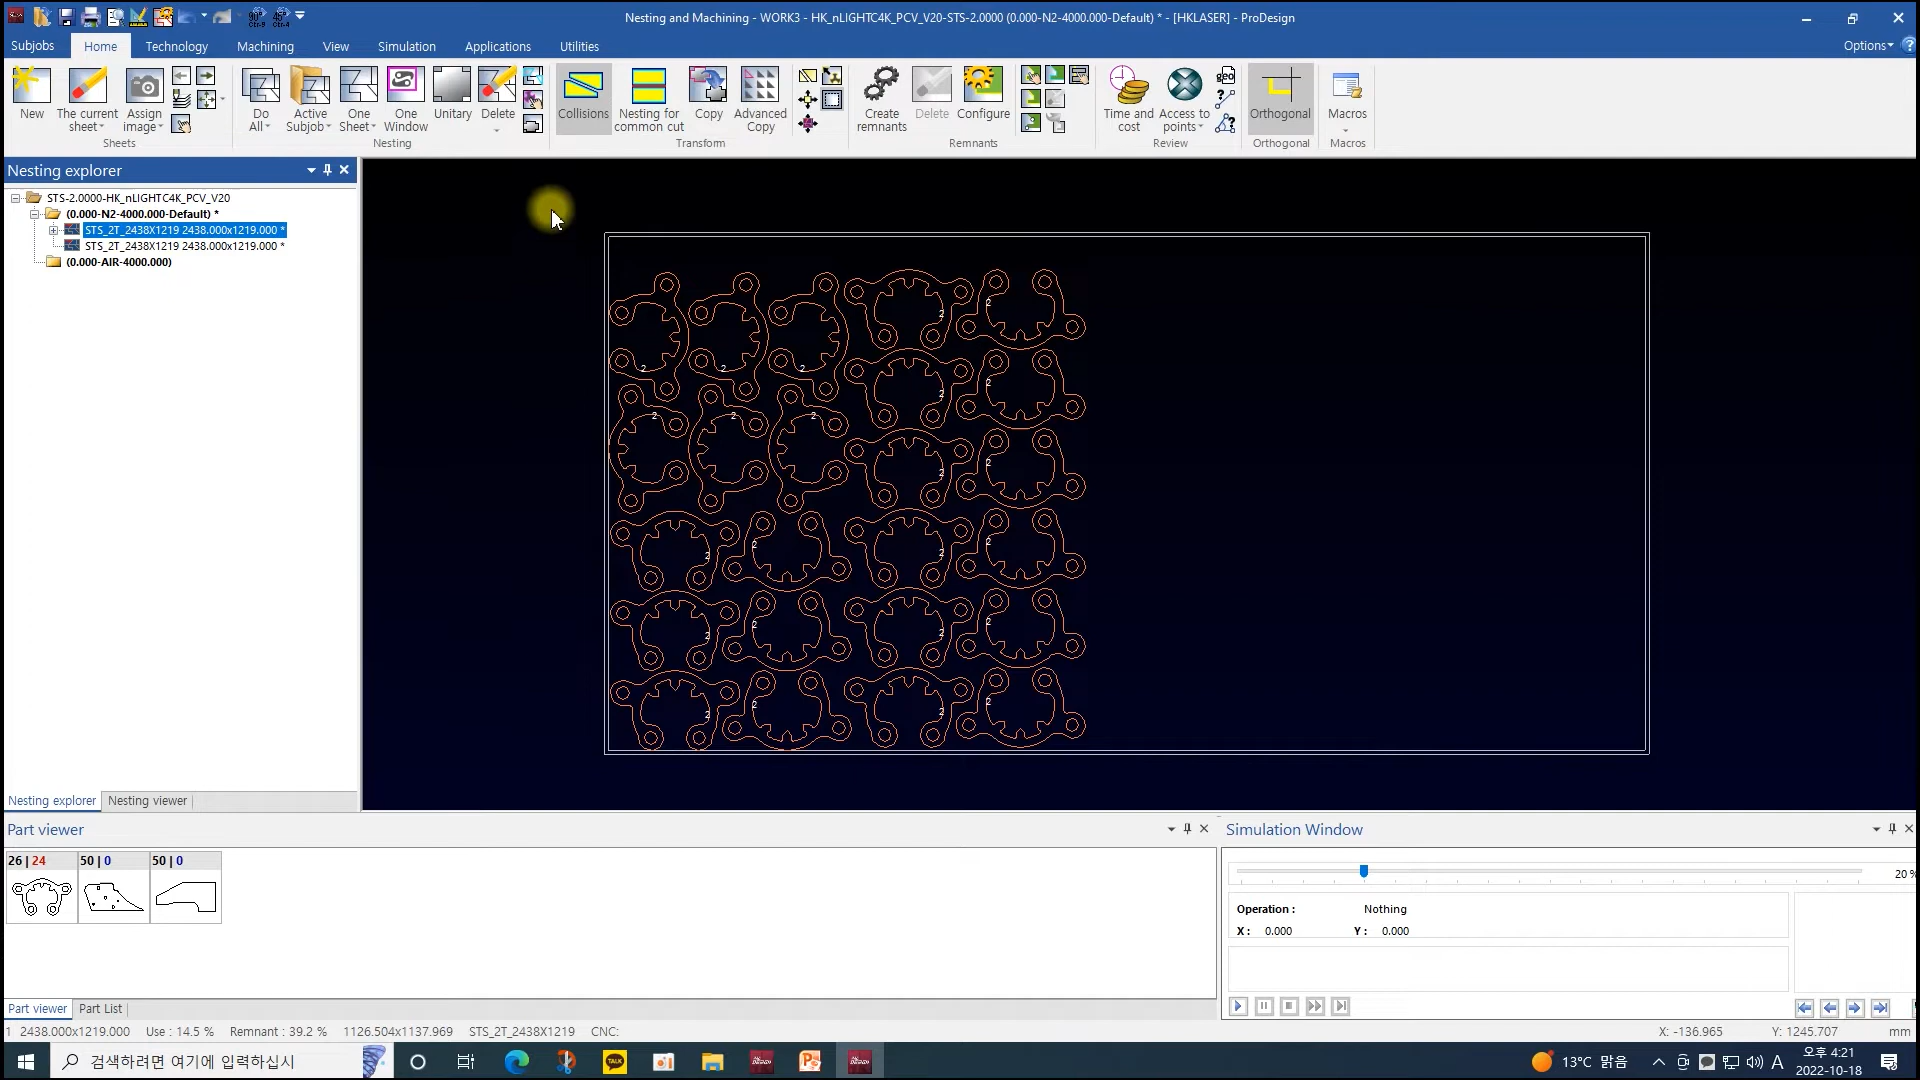 Nesting and Machining - WORK3 - HK_nLIGHTC4K_PCV_V20-STS-2.0000 (0.000-N2-4000.000-Default) * - [HKLASER] - ProDesign
Subjobs Home Technology Machining View Simulation Applications Utilities Options
New The current sheet Assign image Do All Active Subjob One Sheet One Window Unitary Delete Collisions Nesting for common cut Copy Advanced Copy Create remnants Delete Configure Time and cost Access to points Orthogonal Macros
Sheets Nesting Transform Remnants Review Orthogonal Macros
Nesting explorer
STS-2.0000-HK_nLIGHTC4K_PCV_V20
(0.000-N2-4000.000-Default) *
STS_2T_2438X1219 2438.000x1219.000 *
STS_2T_2438X1219 2438.000x1219.000 *
(0.000-AIR-4000.000)
Nesting explorer Nesting viewer
Part viewer
26 | 24 50 | 0 50 | 0
Part viewer Part List
Simulation Window
20 %
Operation : Nothing
X : 0.000 Y : 0.000
1 2438.000x1219.000 Use : 14.5 % Remnant : 39.2 % 1126.504x1137.969 STS_2T_2438X1219 CNC: X: -136.965 Y: 1245.707 mm
검색하려면 여기에 입력하십시 TALK 13°C 맑음 A 오후 4:21
2022-10-18